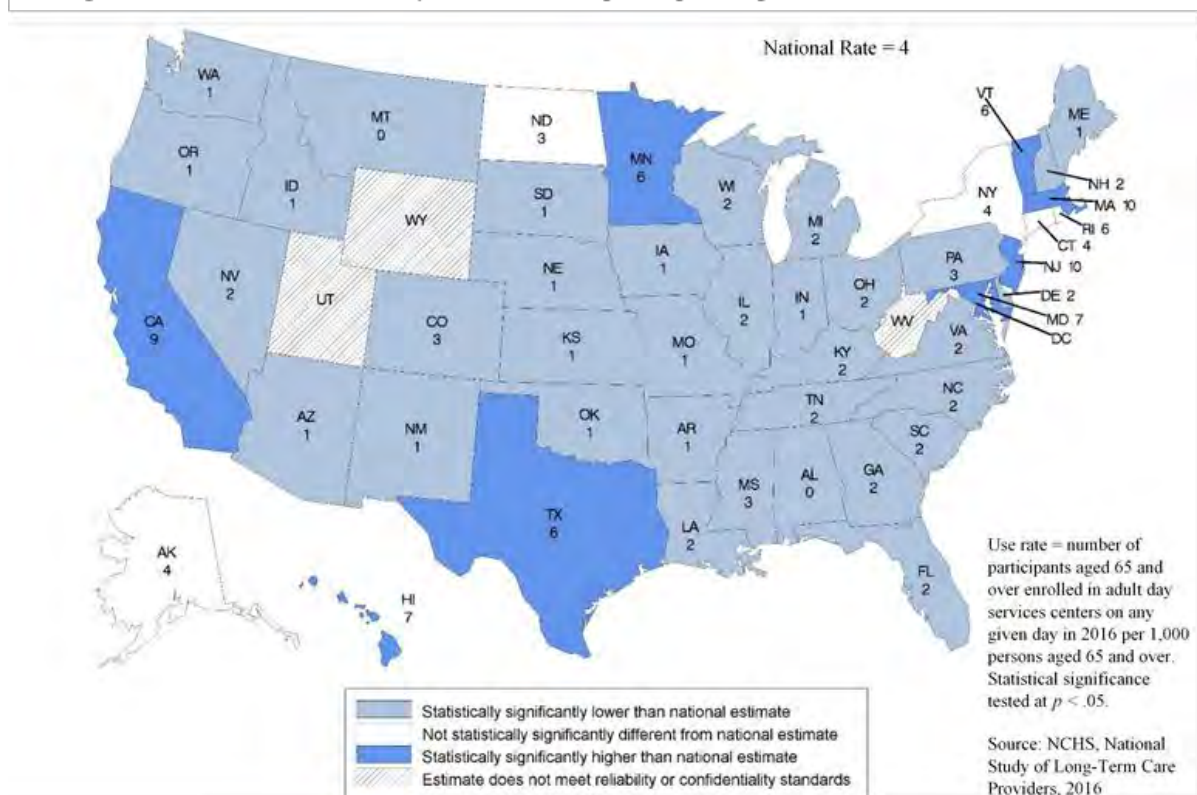 National Rate = 4
WA
1
MT
0
ND
3
MN
6
VT
6
ME
1
OR
1
ID
1
SD
1
WI
2
MI
2
NY
4
NH 2
MA 10
RI 6
CT 4
WY
NV
2
UT
CO
3
NE
1
IA
1
IL
2
IN
1
OH
2
PA
3
NJ 10
DE 2
MD 7
DC
WV
VA
2
CA
9
KS
1
MO
1
KY
2
AZ
1
NM
1
OK
1
AR
1
TN
2
NC
2
SC
2
MS
3
AL
0
GA
2
TX
6
LA
2
FL
2
AK
4
HI
7
Use rate = number of
participants aged 65 and
over enrolled in adult day
services centers on any
given day in 2016 per 1,000
persons aged 65 and over.
Statistical significance
tested at p < .05.
Source: NCHS, National
Study of Long-Term Care
Providers, 2016
Statistically significantly lower than national estimate
Not statistically significantly different from national estimate
Statistically significantly higher than national estimate
Estimate does not meet reliability or confidentiality standards